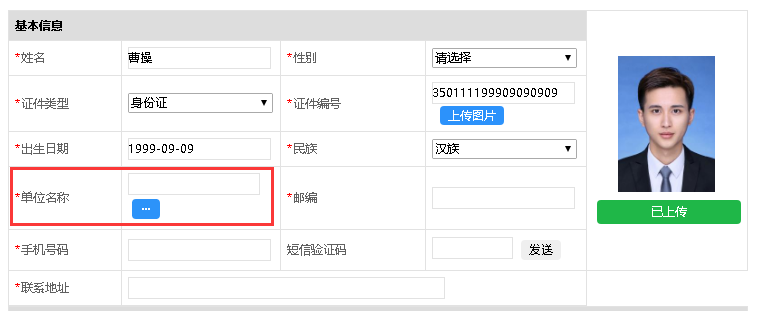 基本信息
*姓名 曹操 *性别 请选择
*证件类型 身份证 *证件编号 350111199909090909
上传图片
*出生日期 1999-09-09 *民族 汉族
*单位名称 ... *邮编
已上传
*手机号码 短信验证码 发送
*联系地址